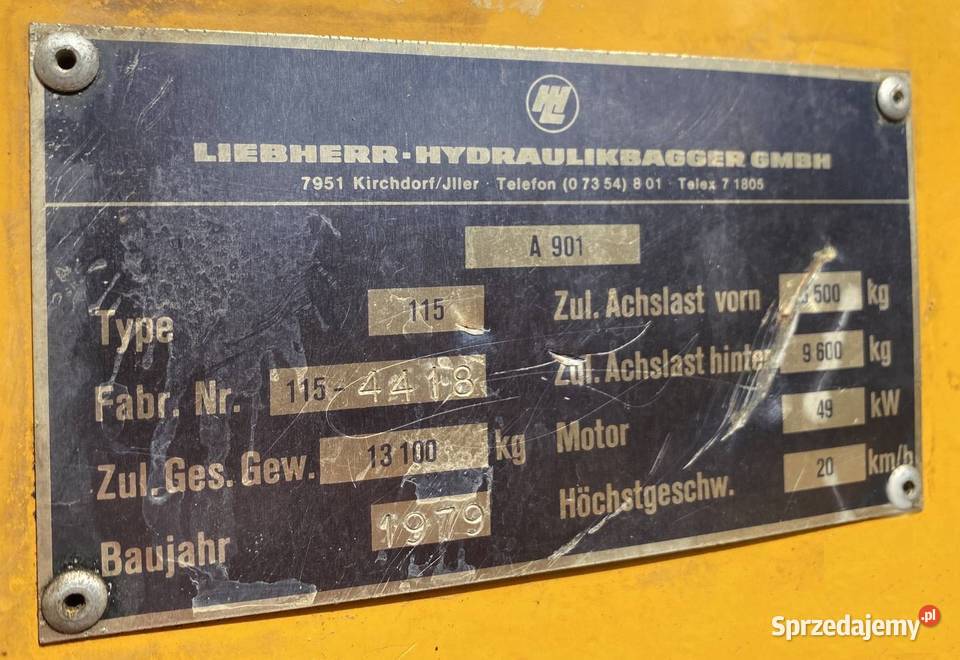 LIEBHERR-HYDRAULIKBAGGER GMBH
7951 Kirchdorf/Jller · Telefon (0 73 54) 8 01 · Telex 7 1805
A 901
Type 115
Fabr. Nr. 115-4418
Zul. Ges. Gew. 13 100 kg
Baujahr 1979
Zul. Achslast vorn 500 kg
Zul. Achslast hinten 9 600 kg
Motor 49 kW
Höchstgeschw. 20 km/h
Sprzedajemy.pl